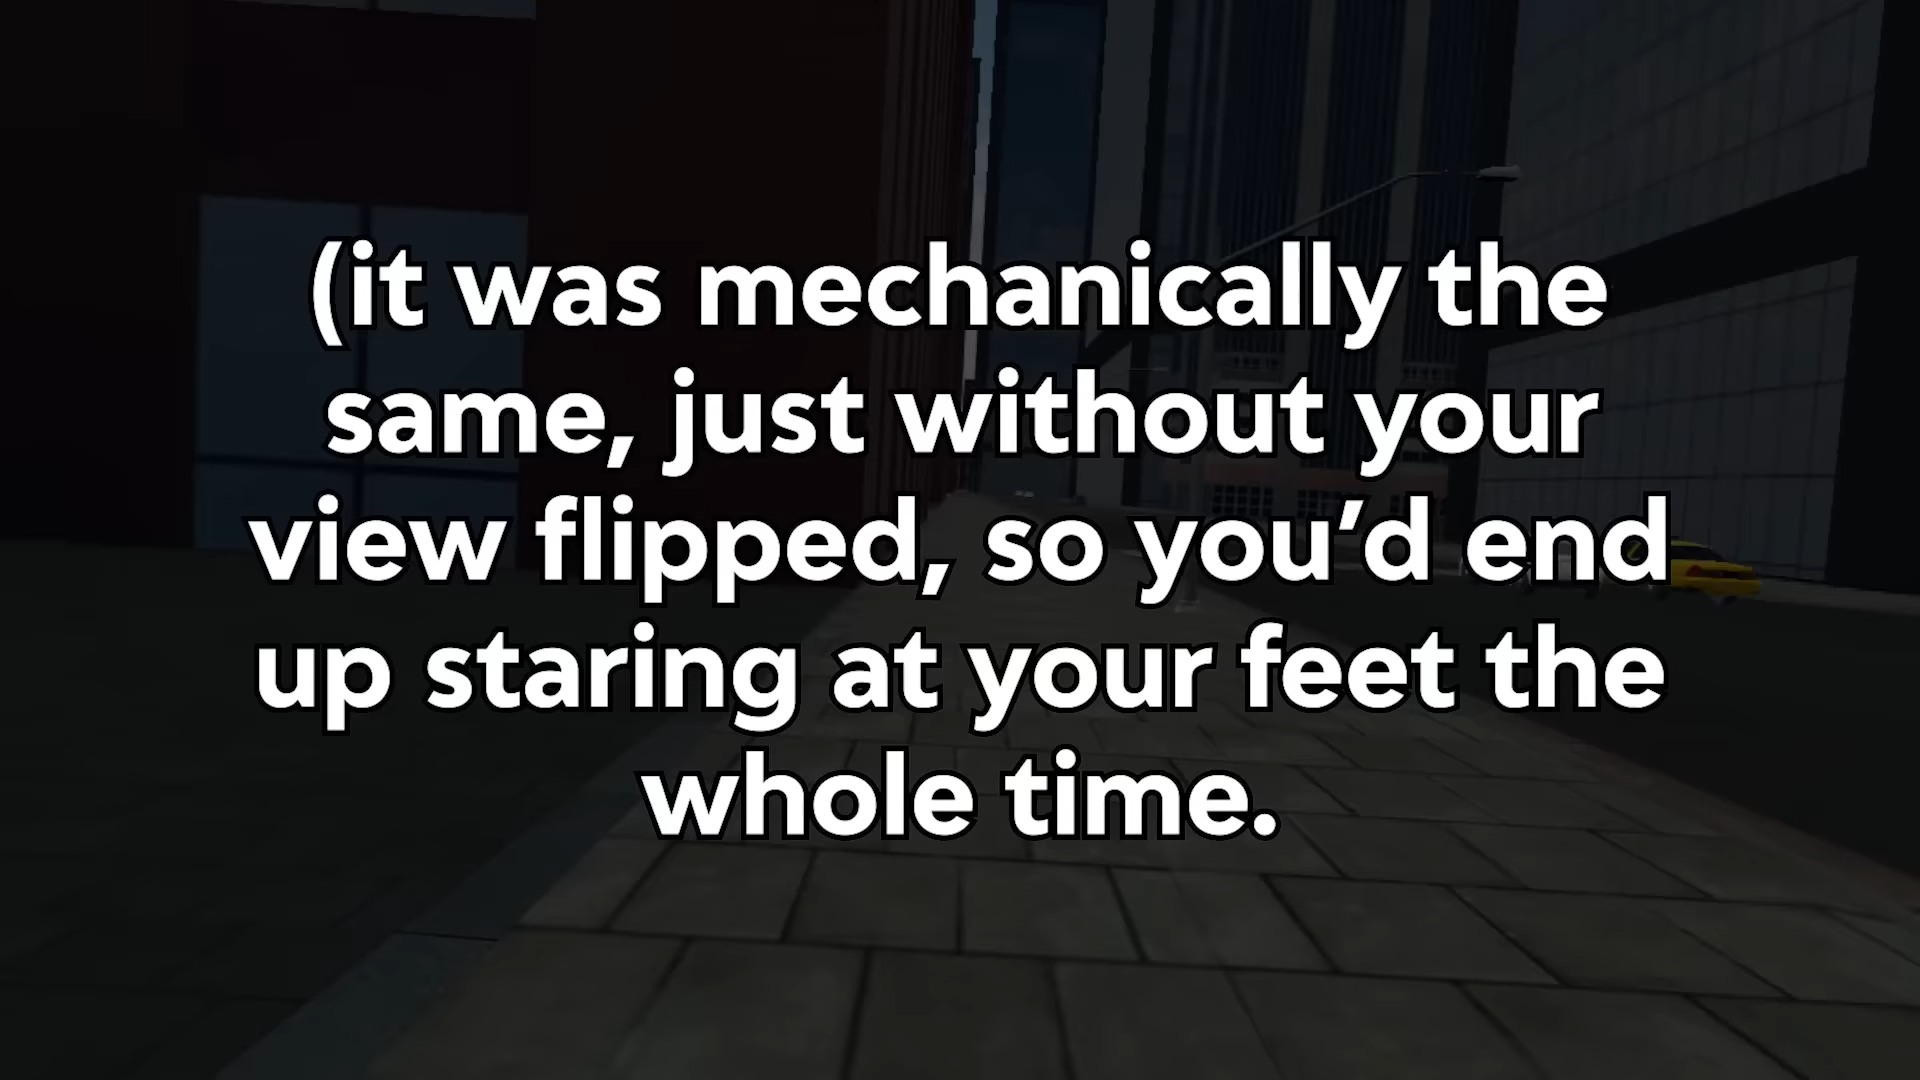 (it was mechanically the
same, just without your
view flipped, so you’d end
up staring at your feet the
whole time.